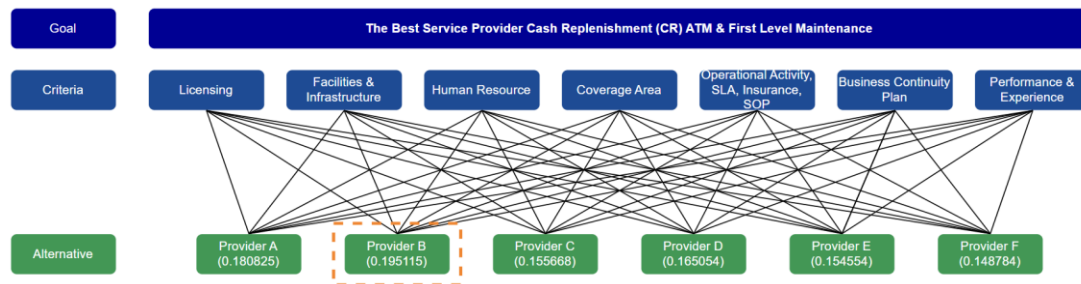 Goal
The Best Service Provider Cash Replenishment (CR) ATM & First Level Maintenance
Criteria
Licensing
Facilities &
Infrastructure
Human Resource
Coverage Area
Operational Activity,
SLA, Insurance,
SOP
Business Continuity
Plan
Performance &
Experience
Alternative
Provider A
(0.180825)
Provider B
(0.195115)
Provider C
(0.155668)
Provider D
(0.165054)
Provider E
(0.154554)
Provider F
(0.148784)